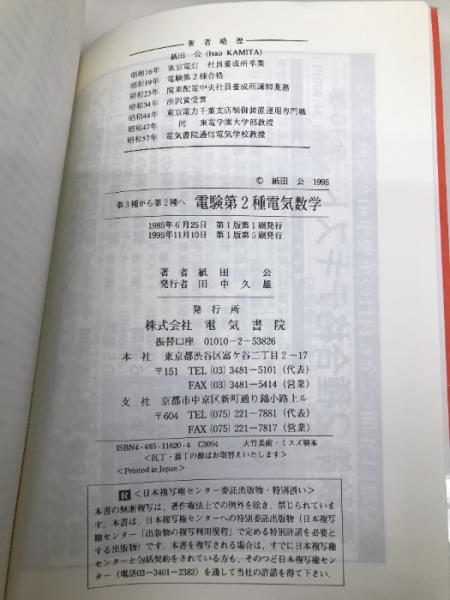 著者略歴
紙田 公 (Isao KAMITA)
昭和16年 東京電灯 社員養成所卒業
昭和19年 電験第2種合格
昭和23年 関東配電中央社員養成所講師兼務
昭和34年 渋沢賞受賞
昭和44年 東京電力千葉支店制御装置運用専門職
昭和47年 同 東電学園大学部教授
昭和57年 電気書院通信電気学校教授
© 紙田 公 1995
第3種から第2種へ 電験第2種電気数学
1985年6月25日 第1版第1刷発行
1995年11月10日 第1版第5刷発行
著者 紙田 公
発行者 田中久雄
発行所
株式会社 電気書院
振替口座 01010-2-53826
本社 東京都渋谷区富ケ谷二丁目2-17
〒151 TEL (03) 3481-5101 (代表)
FAX (03) 3481-5414 (営業)
支社 京都市中京区新町通り錦小路上ル
〒604 TEL (075) 221-7881 (代表)
FAX (075) 221-7817 (営業)
ISBN4-485-11620-4 C3054 大竹美術・ミスズ製本
<乱丁・落丁の節はお取替えいたします>
<Printed in Japan>
R <日本複写権センター委託出版物・特別扱い>
本書の無断複写は、著作権法上での例外を除き、禁じられていま
す。本書は、日本複写権センターへの特別委託出版物(日本複写
権センター「出版物の複写利用規程」で定める特別許諾を必要と
する出版物)です。本書を複写される場合は、すでに日本複写権セン
ターと包括契約をされている方も、そのつど日本複写権センタ
ー(電話03-3401-2382)を通して当社の許諾を得て下さい。